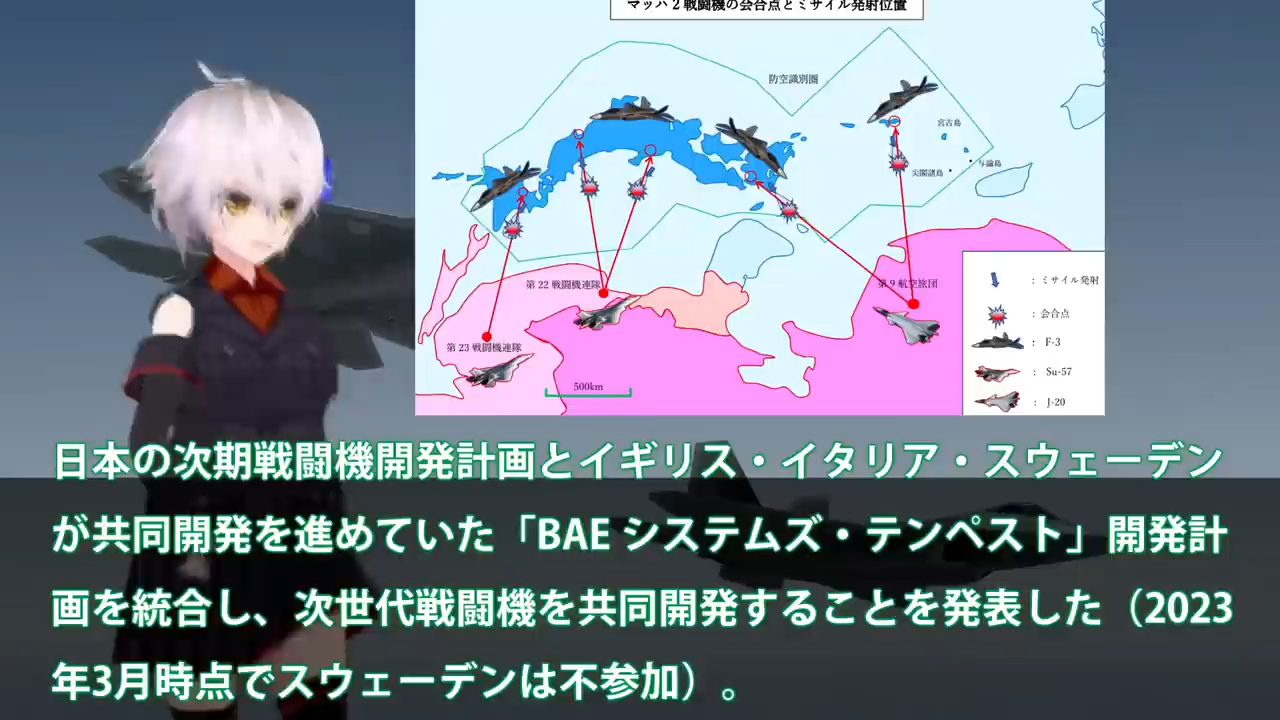 マッハ2戦闘機の会合点とミサイル発射位置
防空識別圏
宮古島
与論島
尖閣諸島
第22戦闘機連隊
第9航空旅団
第23戦闘機連隊
500km
：ミサイル発射
：会合点
：F-3
：Su-57
：J-20
日本の次期戦闘機開発計画とイギリス・イタリア・スウェーデン
が共同開発を進めていた「BAEシステムズ・テンペスト」開発計
画を統合し、次世代戦闘機を共同開発することを発表した（2023
年3月時点でスウェーデンは不参加）。